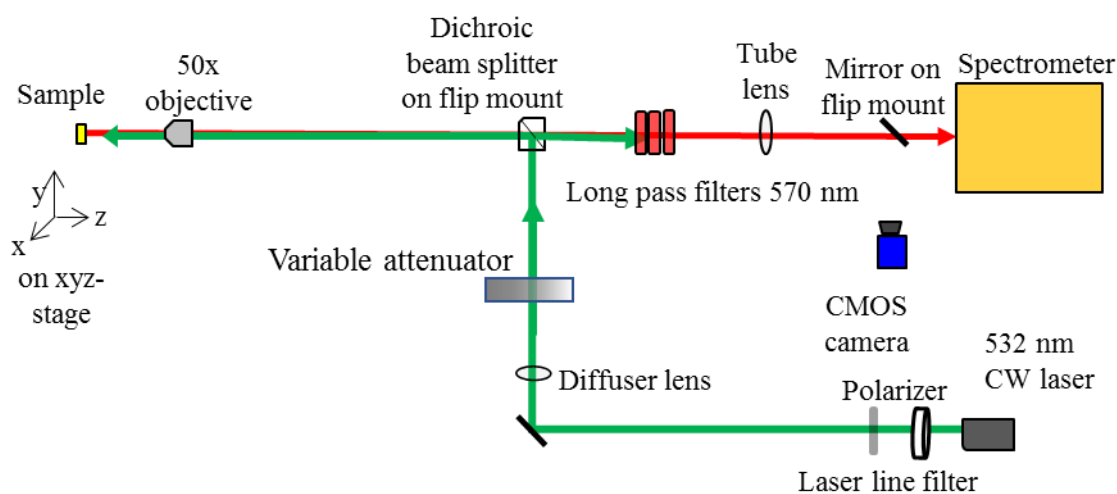 Sample
50x
objective
Dichroic
beam splitter
on flip mount
Tube
lens
Mirror on
flip mount
Spectrometer
Long pass filters 570 nm
y
z
x
on xyz-
stage
Variable attenuator
CMOS
camera
532 nm
CW laser
Diffuser lens
Polarizer
Laser line filter